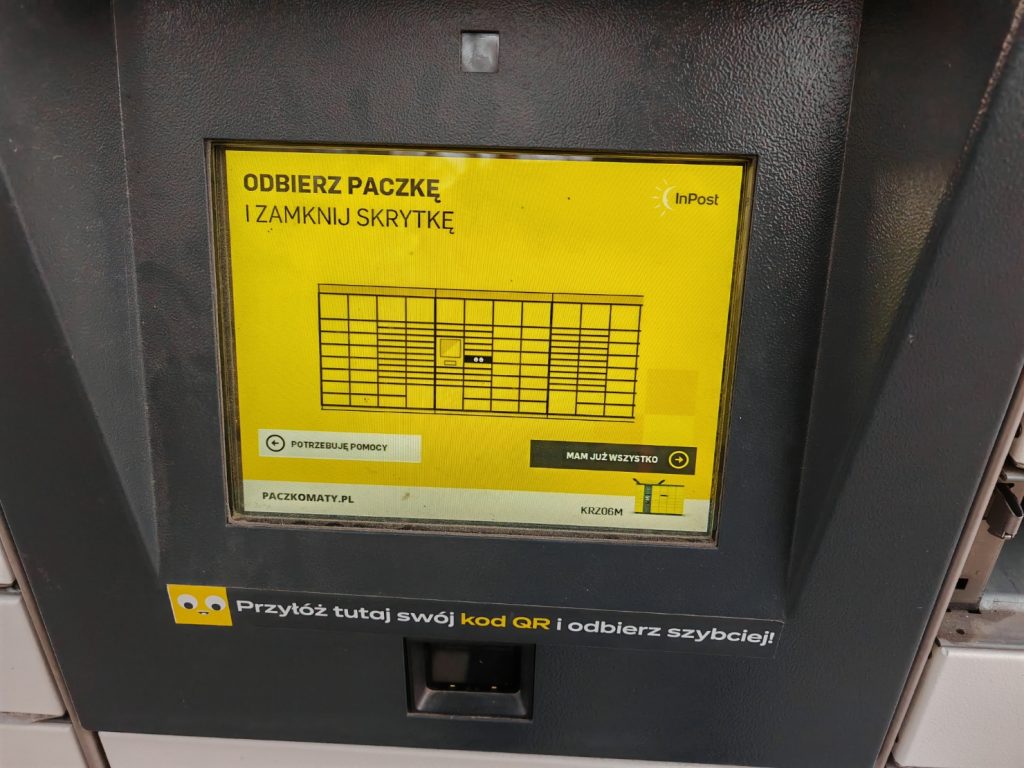 ODBIERZ PACZKĘ
I ZAMKNIJ SKRYTKĘ
InPost
POTRZEBUJĘ POMOCY
MAM JUŻ WSZYSTKO
PACZKOMATY.PL
KRZ06M
Przyłóż tutaj swój kod QR i odbierz szybciej!